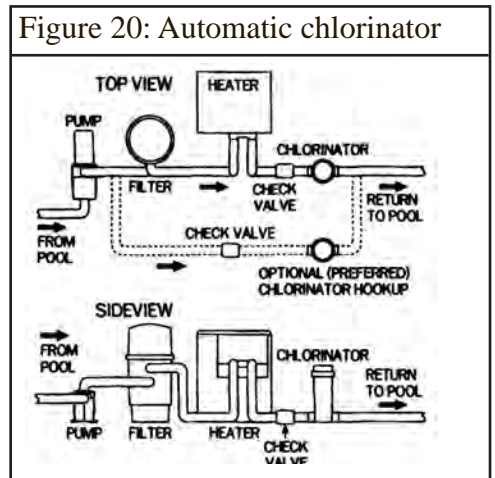 Figure 20: Automatic chlorinator
TOP VIEW
HEATER
PUMP
CHLORINATOR
FILTER
CHECK
VALVE
RETURN
TO POOL
FROM
POOL
CHECK VALVE
OPTIONAL (PREFERRED)
CHLORINATOR HOOKUP
SIDEVIEW
FROM
POOL
CHLORINATOR
RETURN
TO POOL
PUMP
FILTER
HEATER
CHECK
VALVE